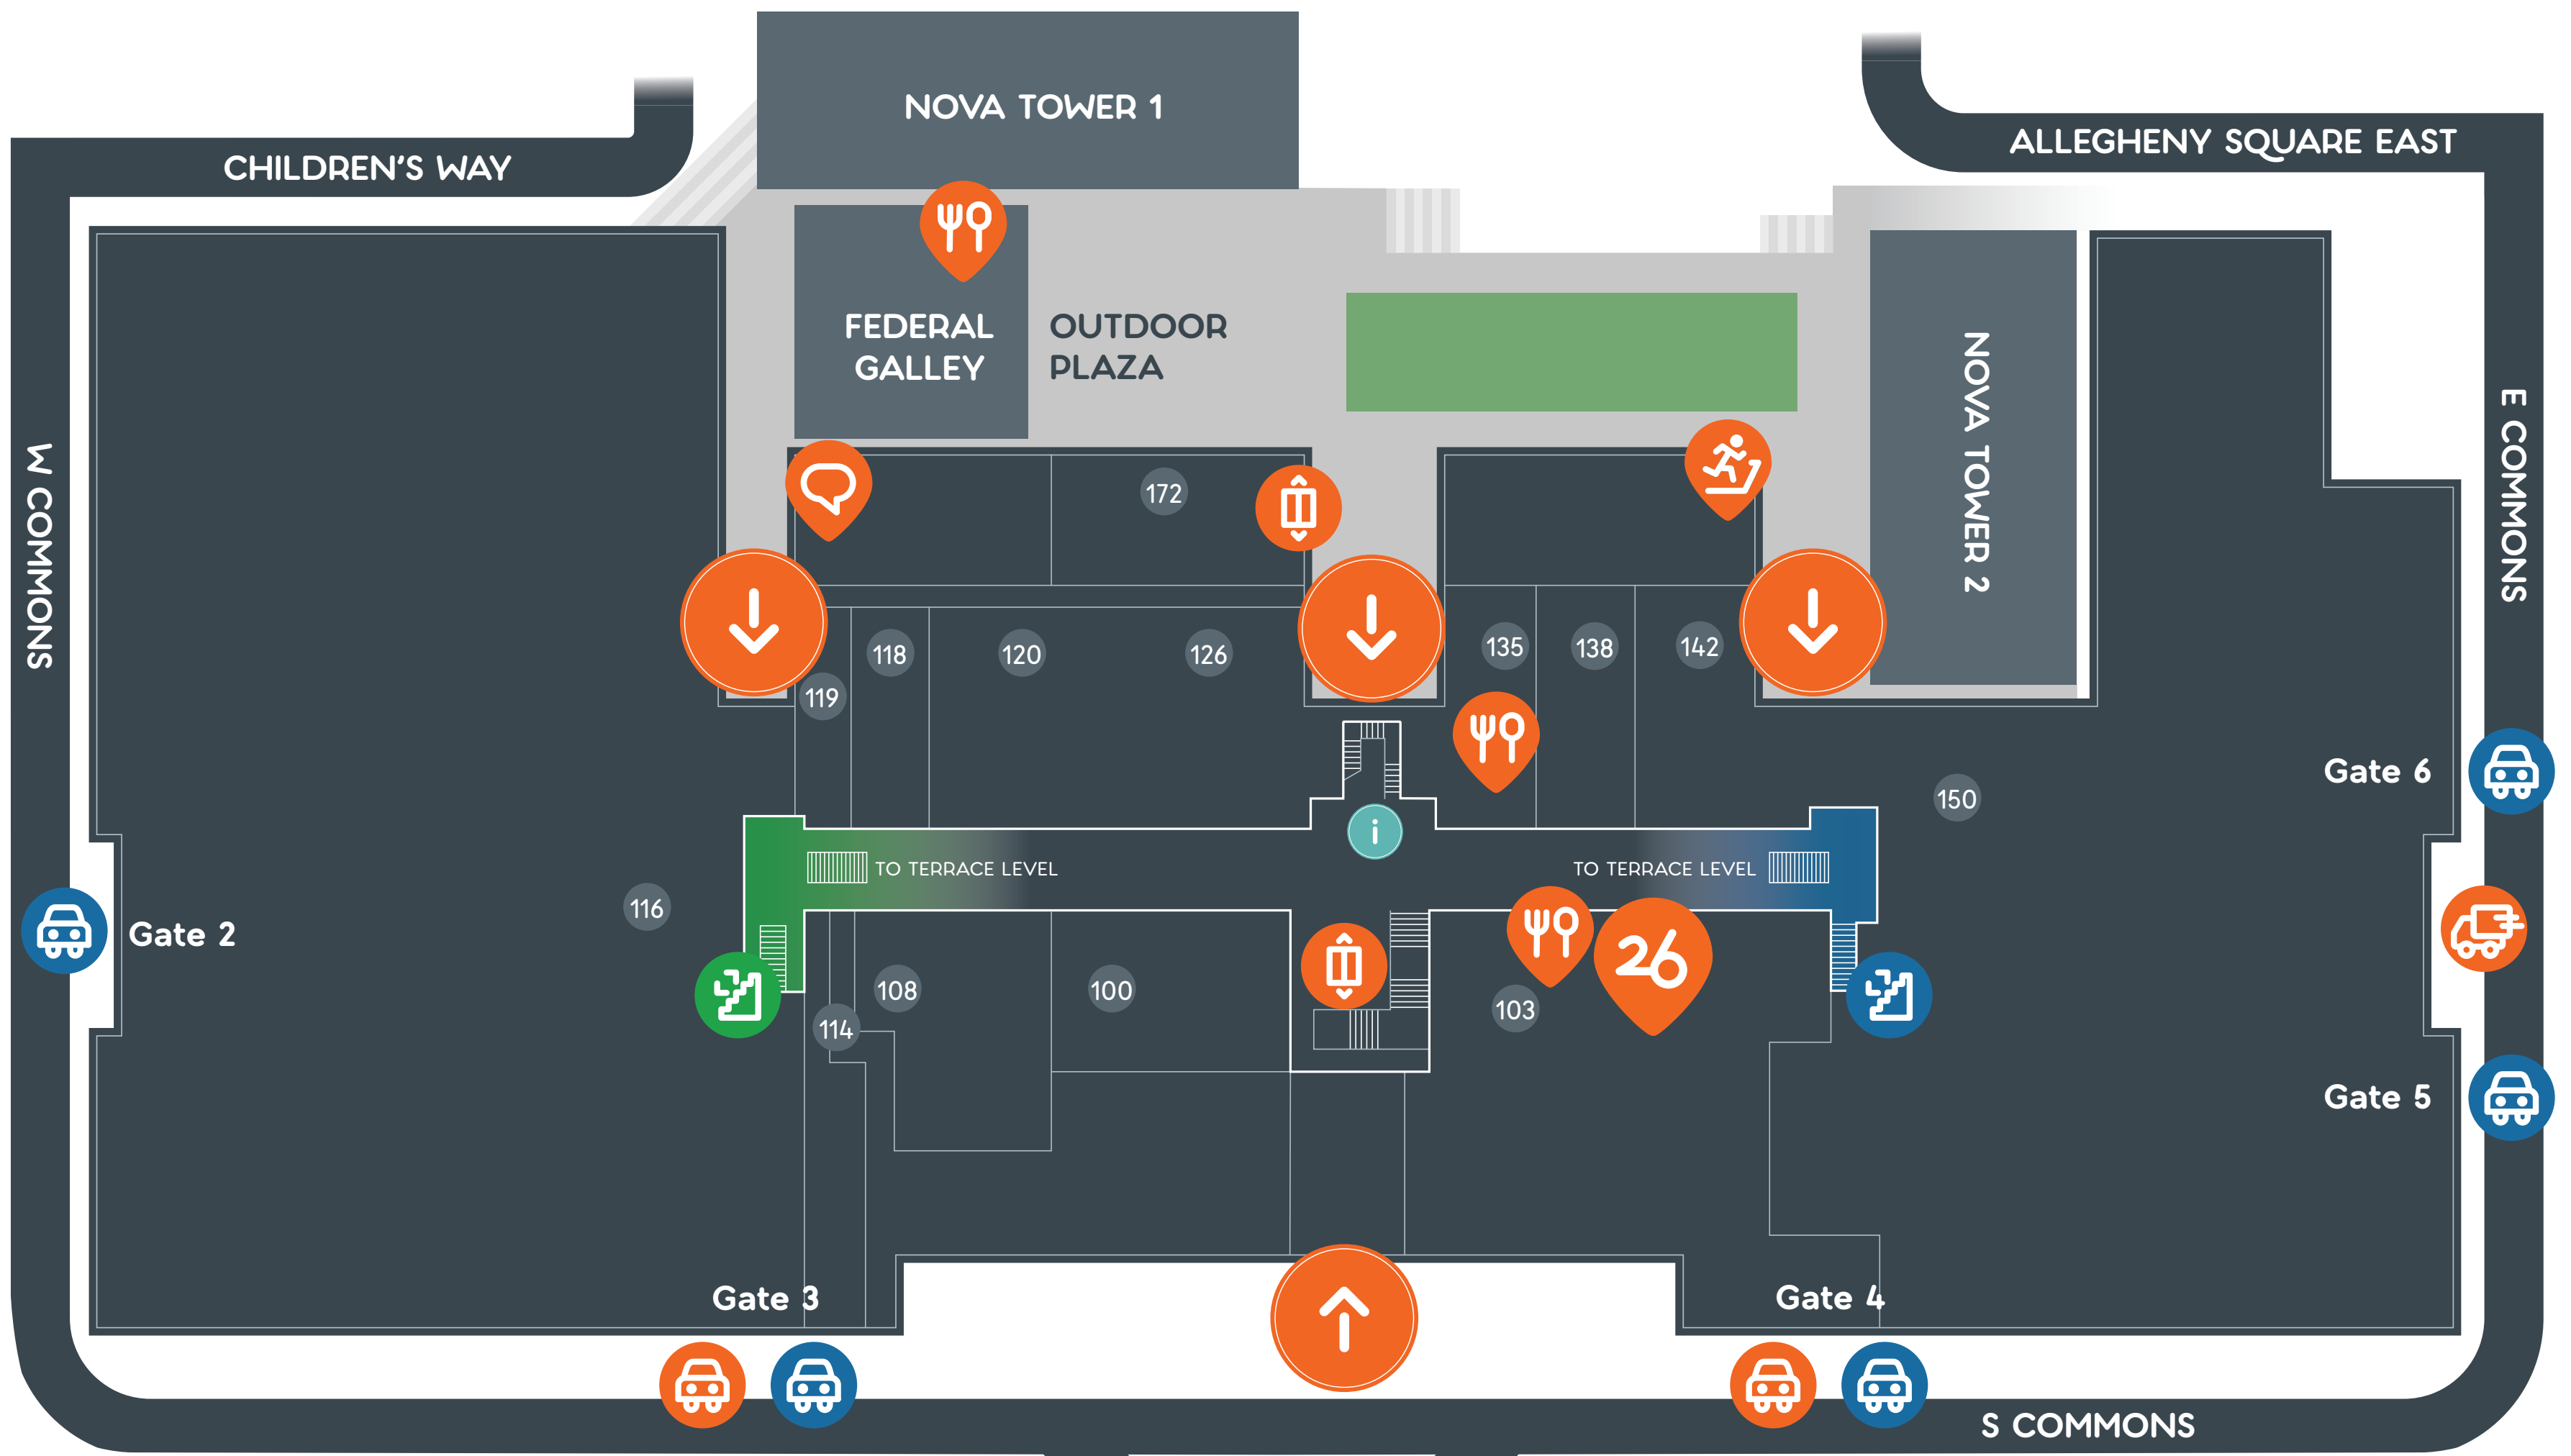 NOVA TOWER 1
CHILDREN'S WAY
ALLEGHENY SQUARE EAST
FEDERAL
GALLEY
OUTDOOR
PLAZA
NOVA TOWER 2
W COMMONS
E COMMONS
172
118
120
126
135
138
142
119
Gate 6
150
i
TO TERRACE LEVEL
TO TERRACE LEVEL
116
Gate 2
26
108
100
103
114
Gate 5
Gate 3
Gate 4
S COMMONS